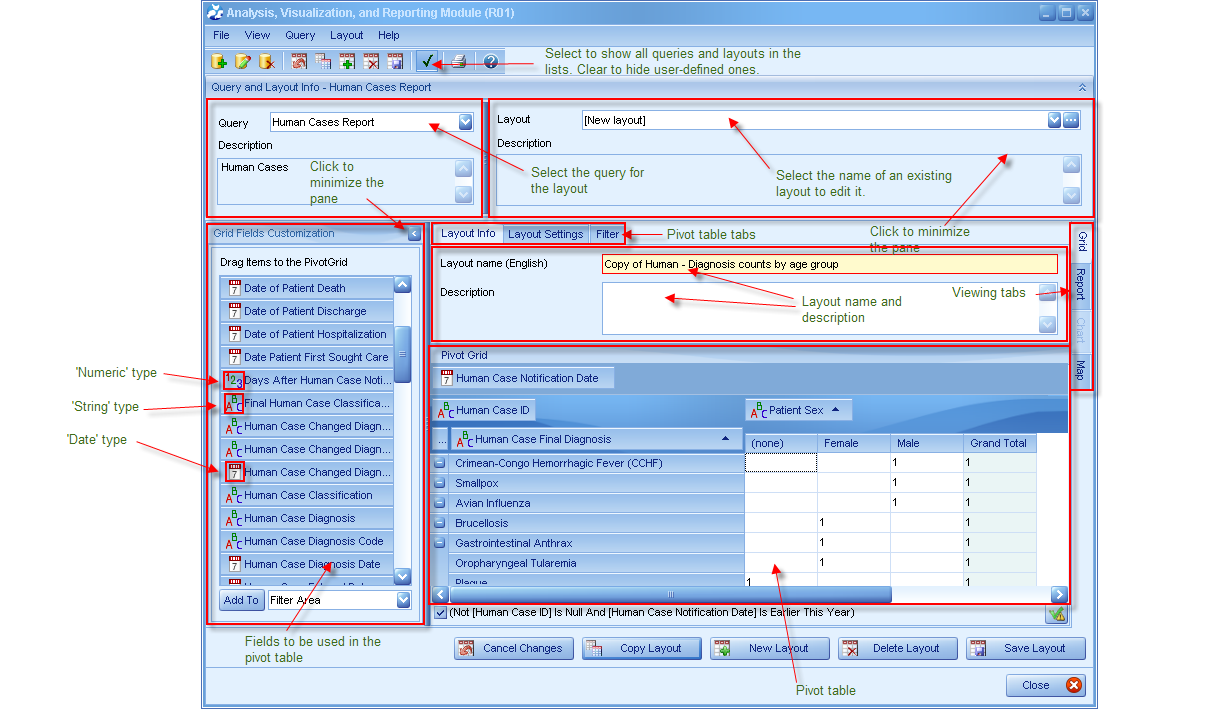 Analysis, Visualization, and Reporting Module (R01)
File View Query Layout Help
Select to show all queries and layouts in the
lists. Clear to hide user-defined ones.
Query and Layout Info - Human Cases Report
Query
Human Cases Report
Description
Human Cases
Click to
minimize the
pane
Select the query for
the layout
Layout
[New layout]
Description
Select the name of an existing
layout to edit it.
Click to minimize
the pane
Grid Fields Customization
Drag Items to the PivotGrid
Date of Patient Death
Date of Patient Discharge
Date of Patient Hospitalization
Date Patient First Sought Care
Days After Human Case Noti...
Final Human Case Classifica...
Human Case Changed Diagn...
Human Case Changed Diagn...
Human Case Changed Diagn...
Human Case Classification
Human Case Diagnosis
Human Case Diagnosis Code
Human Case Diagnosis Date
Add To
Filter Area
'Numeric' type
'String' type
'Date' type
Fields to be used in the
pivot table
Layout Info Layout Settings Filter
Pivot table tabs
Layout name (English)
Copy of Human - Diagnosis counts by age group
Description
Layout name and
description
Viewing tabs
Grid
Report
Chart
Map
Pivot Grid
Human Case Notification Date
Human Case ID
Patient Sex
...
Human Case Final Diagnosis
(none) Female Male Grand Total
Crimean-Congo Hemorrhagic Fever (CCHF) 1 1
Smallpox 1 1
Avian Influenza 1 1
Brucellosis 1 1
Gastrointestinal Anthrax 1 1
Oropharyngeal Tularemia 1 1
Plague 1 1
(Not [Human Case ID] Is Null And [Human Case Notification Date] Is Earlier This Year)
Cancel Changes Copy Layout New Layout Delete Layout Save Layout
Pivot table
Close